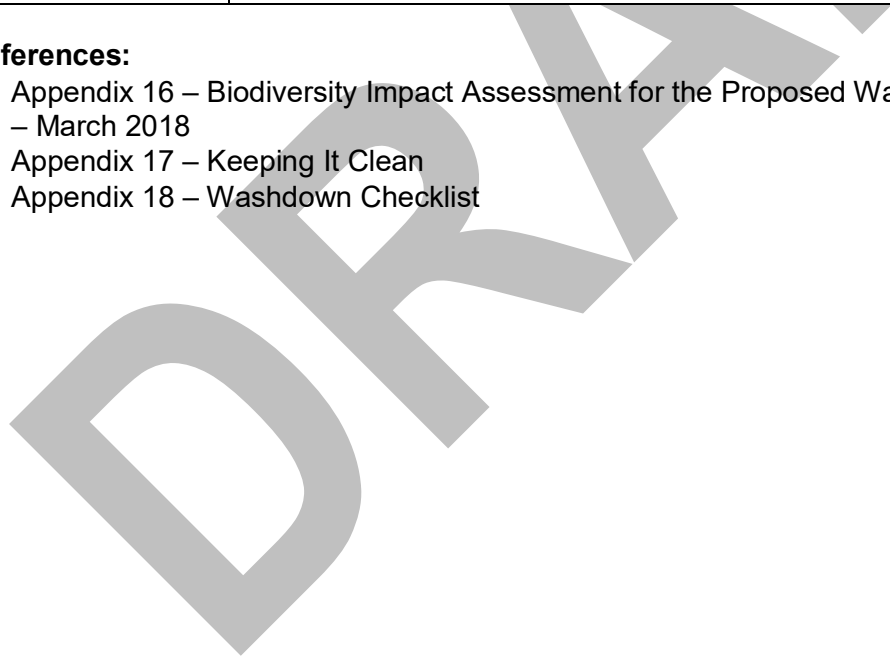 ferences:
Appendix 16 – Biodiversity Impact Assessment for the Proposed Wa
– March 2018
Appendix 17 – Keeping It Clean
Appendix 18 – Washdown Checklist
DRA